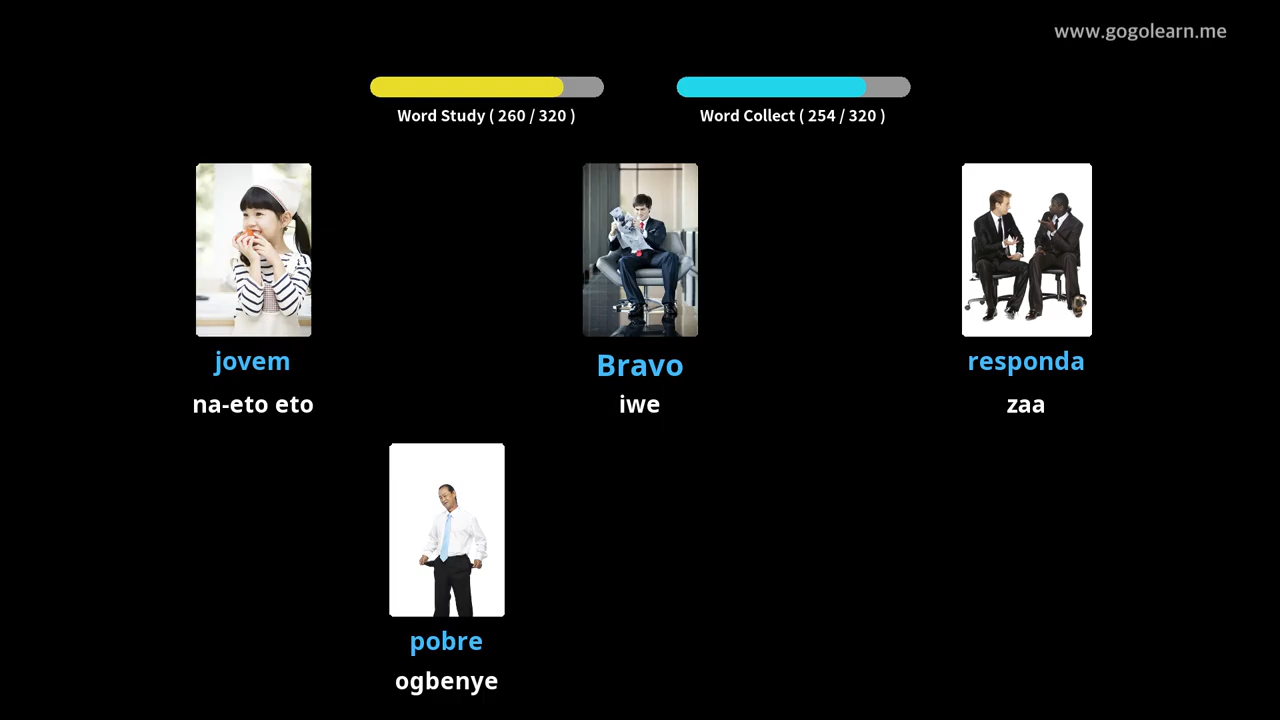 www.gogolearn.me
Word Study ( 260 / 320 )
Word Collect ( 254 / 320 )
jovem
na-eto eto
Bravo
iwe
responda
zaa
pobre
ogbenye